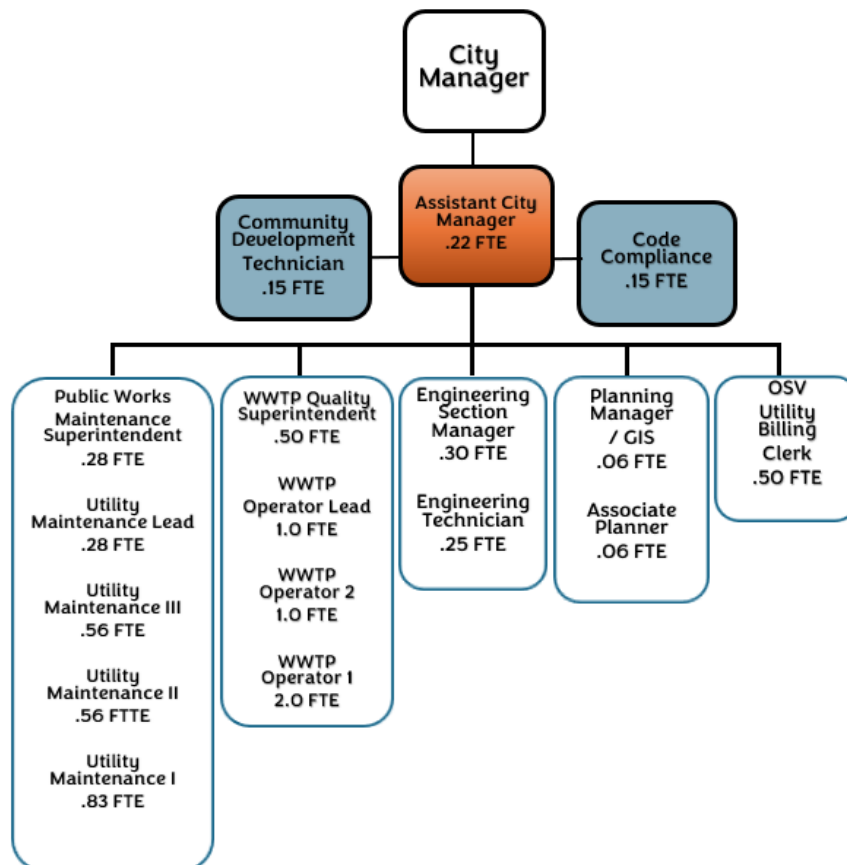 City
Manager
Assistant City
Manager
.22 FTE
Community
Development
Technician
.15 FTE
Code
Compliance
.15 FTE
Public Works
Maintenance
Superintendent
.28 FTE
Utility
Maintenance Lead
.28 FTE
Utility
Maintenance III
.56 FTE
Utility
Maintenance II
.56 FTTE
Utility
Maintenance I
.83 FTE
WWTP Quality
Superintendent
.50 FTE
WWTP
Operator Lead
1.0 FTE
WWTP
Operator 2
1.0 FTE
WWTP
Operator 1
2.0 FTE
Engineering
Section
Manager
.30 FTE
Engineering
Technician
.25 FTE
Planning
Manager
/ GIS
.06 FTE
Associate
Planner
.06 FTE
OSV
Utility
Billing
Clerk
.50 FTE